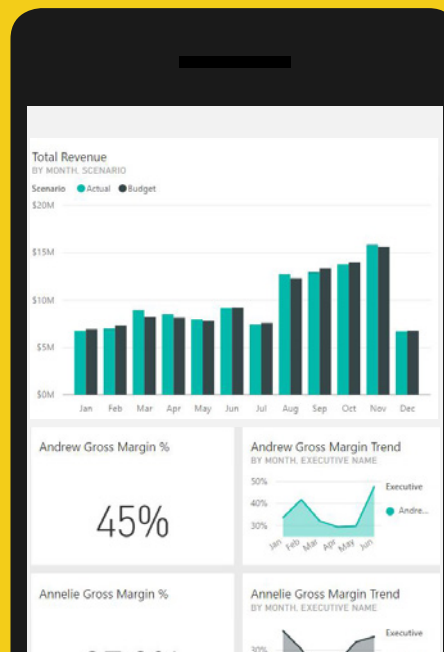 Total Revenue
BY MONTH, SCENARIO
Scenario Actual Budget
$20M
$15M
$10M
$5M
$0M
Jan Feb Mar Apr May Jun Jul Aug Sep Oct Nov Dec
Andrew Gross Margin %
45%
Andrew Gross Margin Trend
BY MONTH, EXECUTIVE NAME
50%
40%
30%
Jan Feb Mar Apr May Jun
Executive
Andre...
Annelie Gross Margin %
Annelie Gross Margin Trend
BY MONTH, EXECUTIVE NAME
30%
Executive